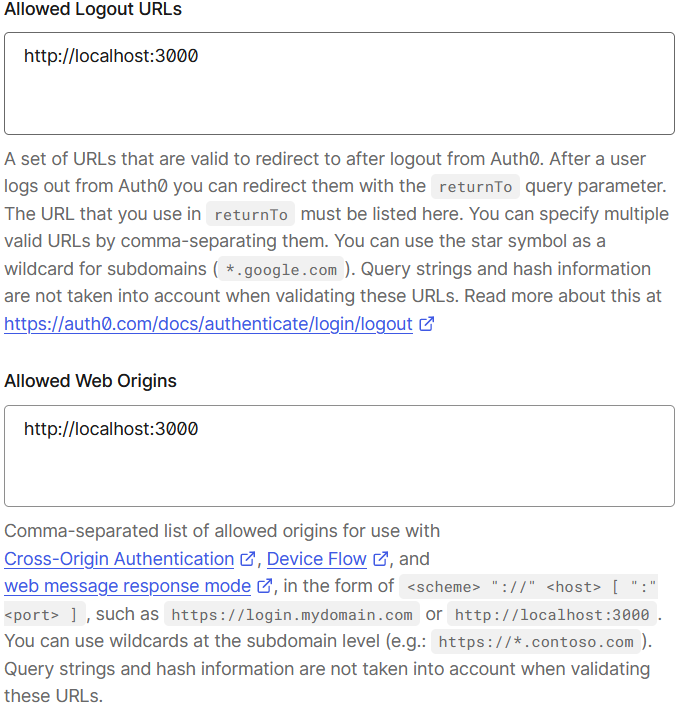 Allowed Logout URLs
http://localhost:3000
A set of URLs that are valid to redirect to after logout from Auth0. After a user
logs out from Auth0 you can redirect them with the returnTo query parameter.
The URL that you use in returnTo must be listed here. You can specify multiple
valid URLs by comma-separating them. You can use the star symbol as a
wildcard for subdomains ( *.google.com ). Query strings and hash information
are not taken into account when validating these URLs. Read more about this at
https://auth0.com/docs/authenticate/login/logout
Allowed Web Origins
http://localhost:3000
Comma-separated list of allowed origins for use with
Cross-Origin Authentication , Device Flow , and
web message response mode , in the form of <scheme> "://" <host> [ ":"
<port> ] , such as https://login.mydomain.com or http://localhost:3000 .
You can use wildcards at the subdomain level (e.g.: https://*.contoso.com ).
Query strings and hash information are not taken into account when validating
these URLs.